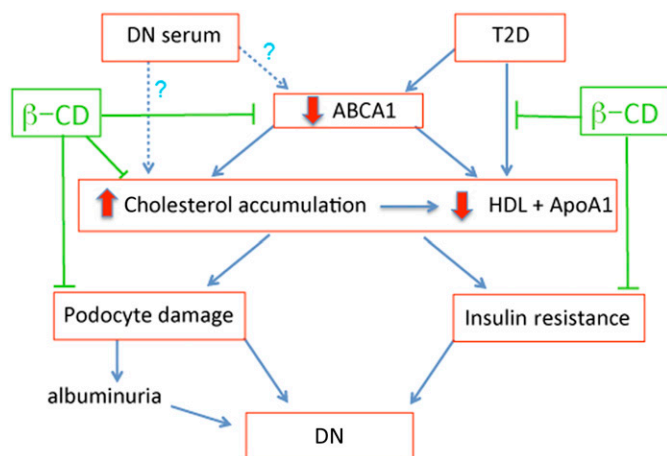 DN serum
T2D
?
?
β-CD
β-CD
ABCA1
Cholesterol accumulation
HDL + ApoA1
Podocyte damage
Insulin resistance
albuminuria
DN